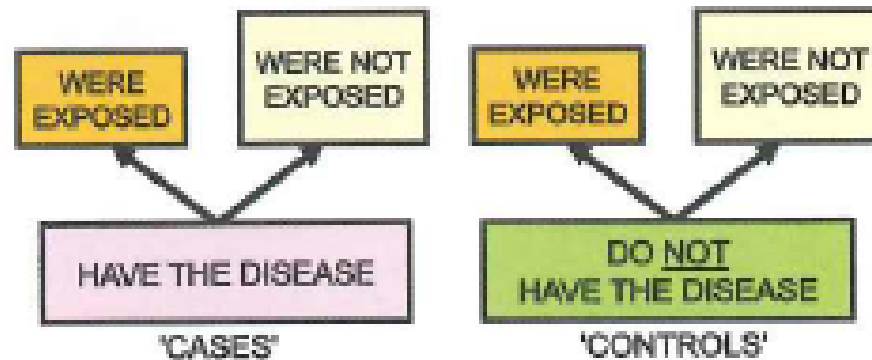 WERE
EXPOSED
WERE NOT
EXPOSED
WERE
EXPOSED
WERE NOT
EXPOSED
HAVE THE DISEASE
DO NOT
HAVE THE DISEASE
'CASES'
'CONTROLS'